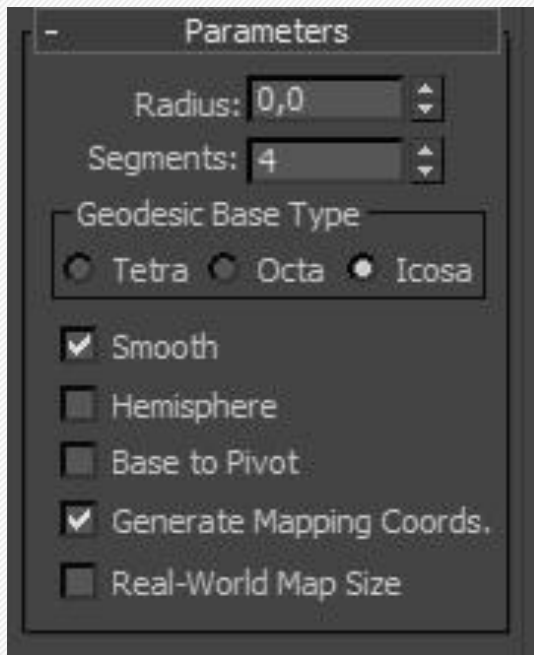 - Parameters
Radius: 0,0
Segments: 4
Geodesic Base Type
Tetra Octa Icosa
Smooth
Hemisphere
Base to Pivot
Generate Mapping Coords.
Real-World Map Size